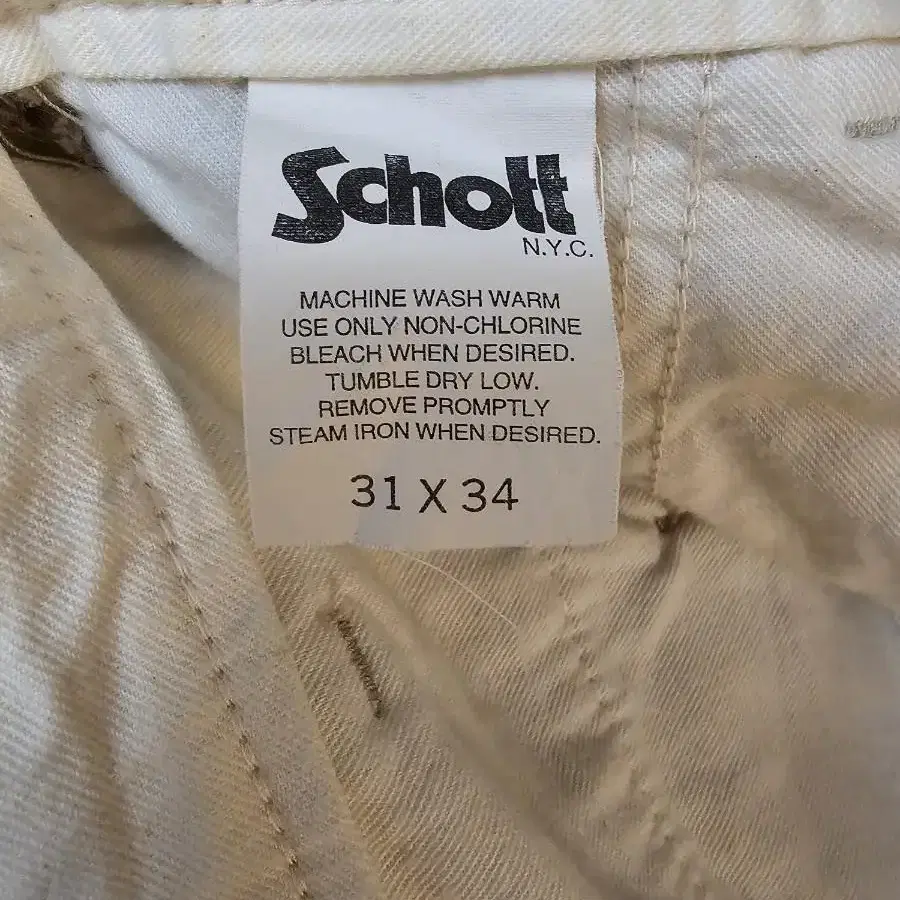 Schott
N.Y.C.
MACHINE WASH WARM
USE ONLY NON-CHLORINE
BLEACH WHEN DESIRED.
TUMBLE DRY LOW.
REMOVE PROMPTLY
STEAM IRON WHEN DESIRED.
31 X 34